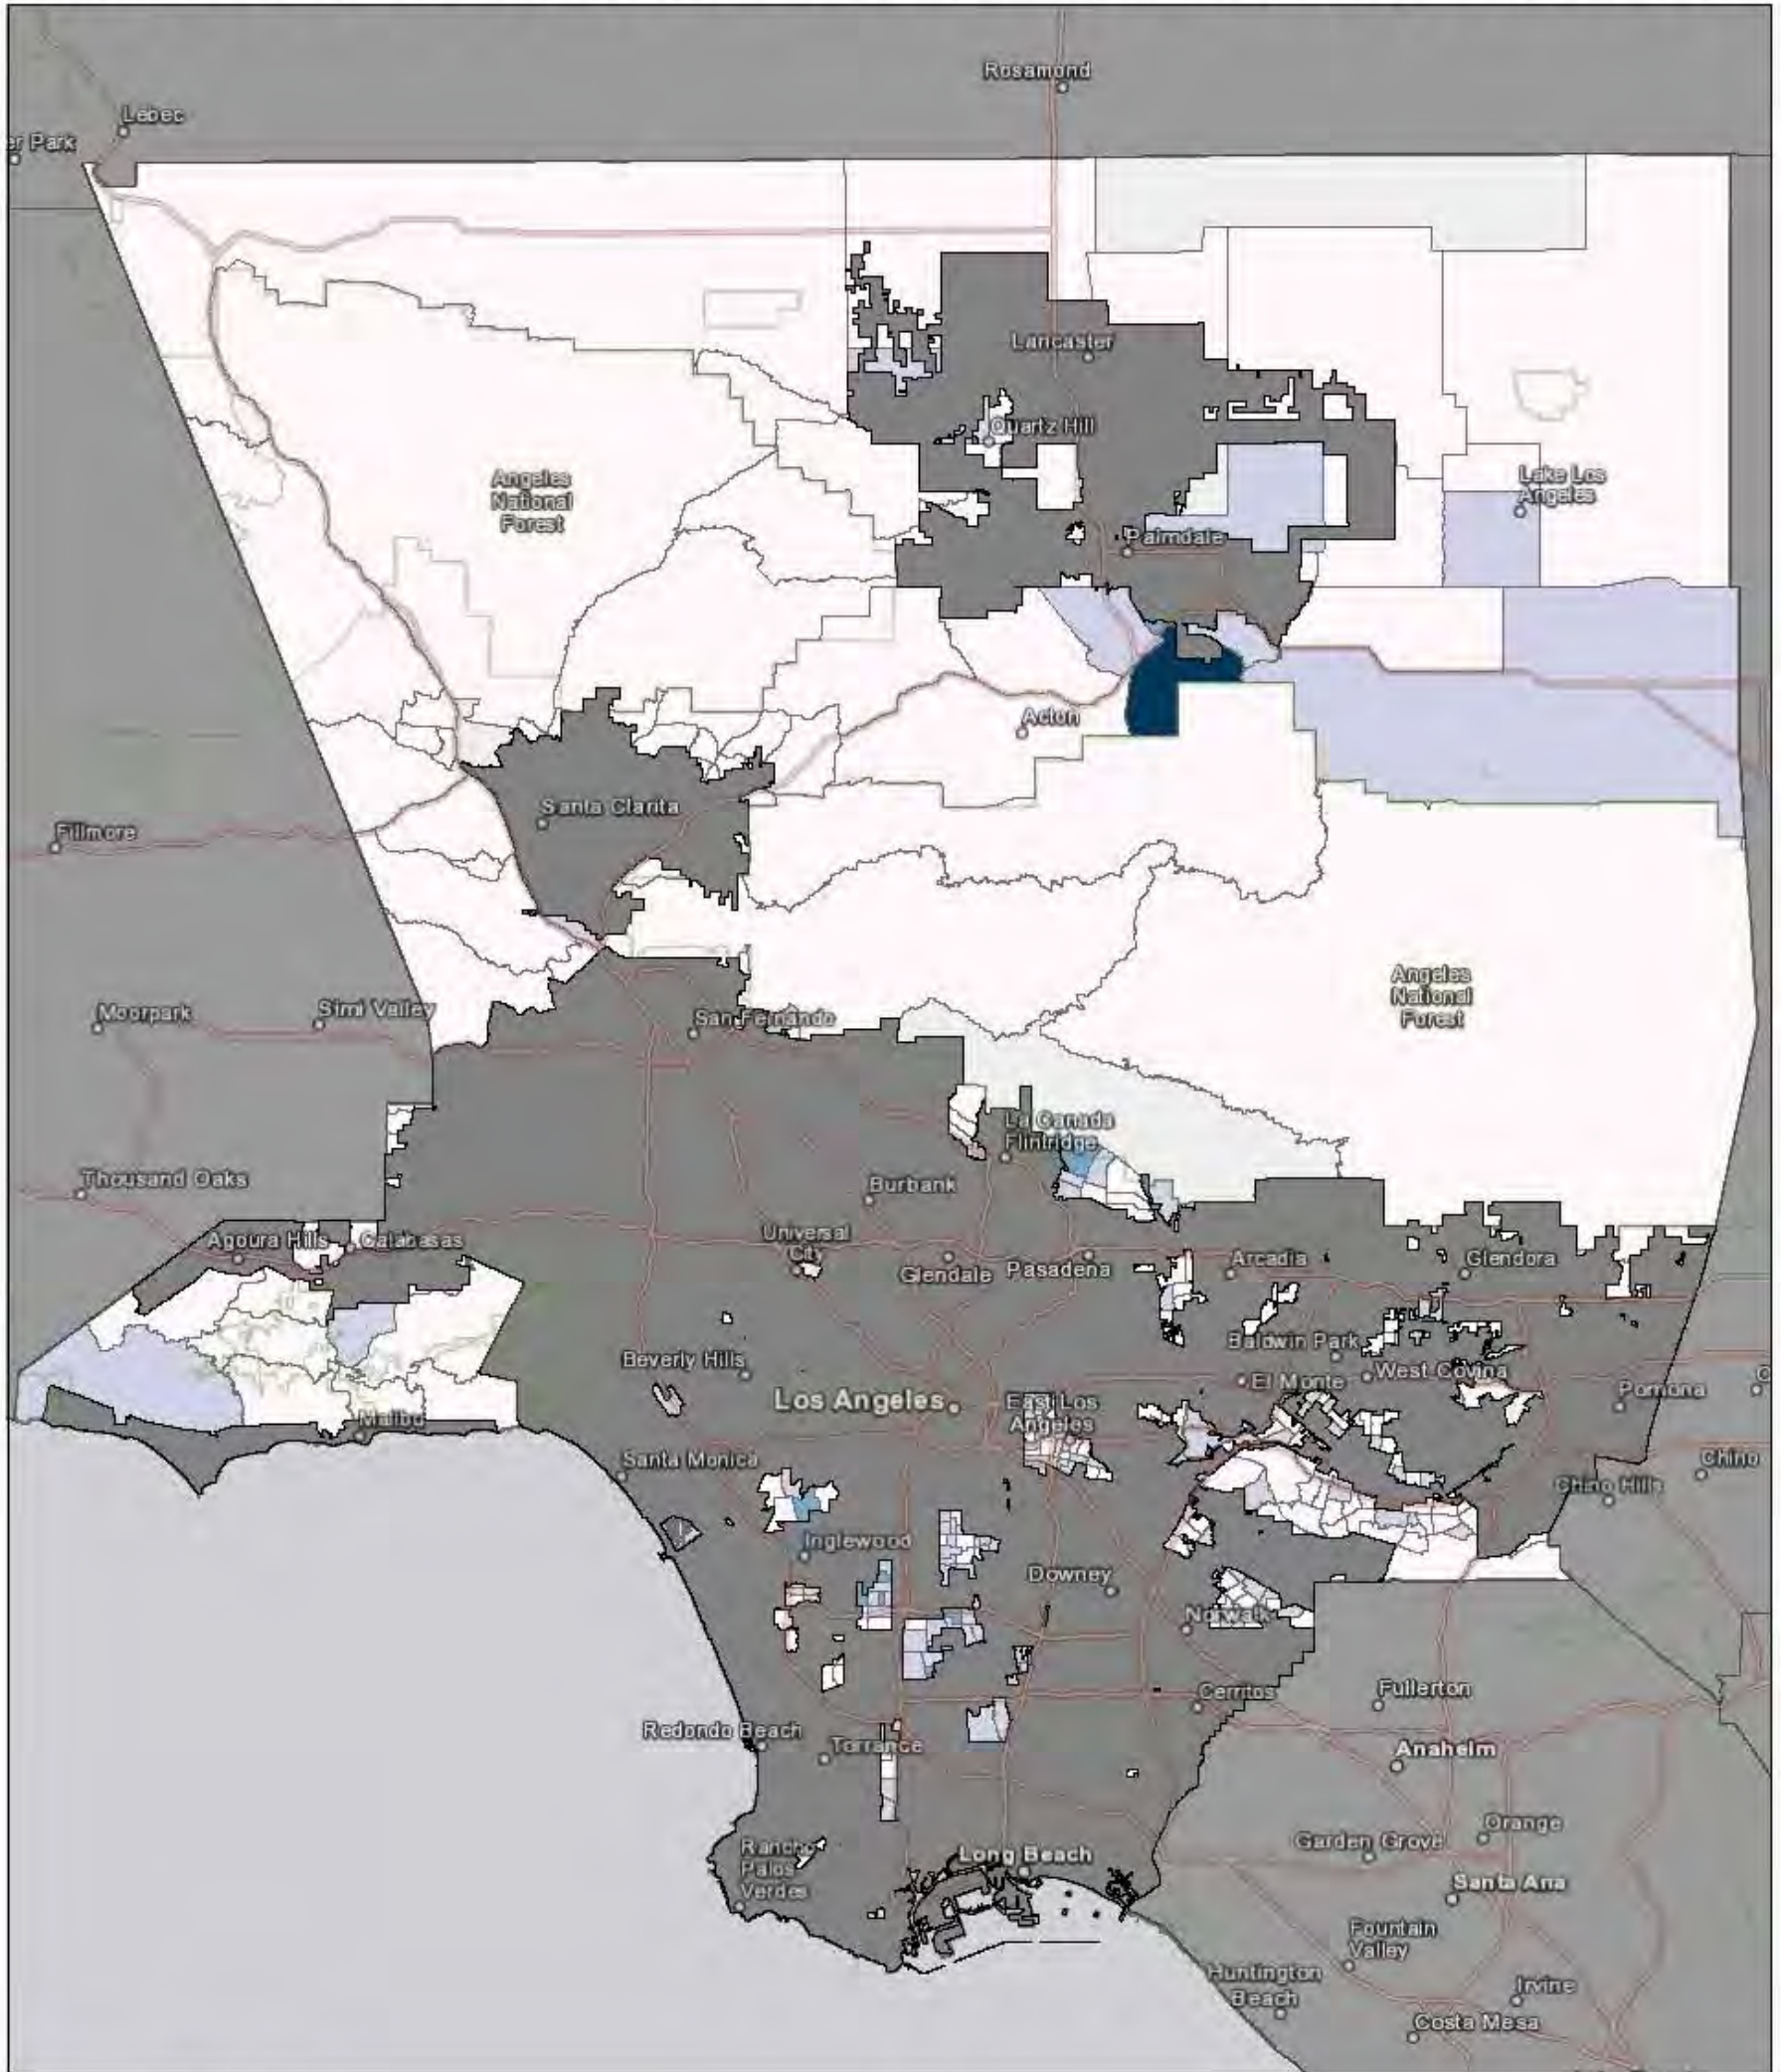 Rosamond
Lebec
er Park
Lancaster
Quartz Hill
Lake Los
Angeles
Angeles
National
Forest
Palmdale
Acton
Santa Clarita
Fillmore
Angeles
National
Forest
Moorpark
Simi Valley
San Fernando
La Canada
Flintridge
Thousand Oaks
Burbank
Agoura Hills
Calabasas
Universal
City
Glendale
Pasadena
Arcadia
Glendora
Baldwin Park
Beverly Hills
El Monte
West Covina
Pomona
Los Angeles
East Los
Angeles
Malibu
Santa Monica
Chino
Chino Hills
Inglewood
Downey
Norwalk
Cerritos
Fullerton
Redondo Beach
Torrance
Anaheim
Orange
Garden Grove
Rancho
Palos
Verdes
Long Beach
Santa Ana
Fountain
Valley
Huntington
Beach
Irvine
Costa Mesa